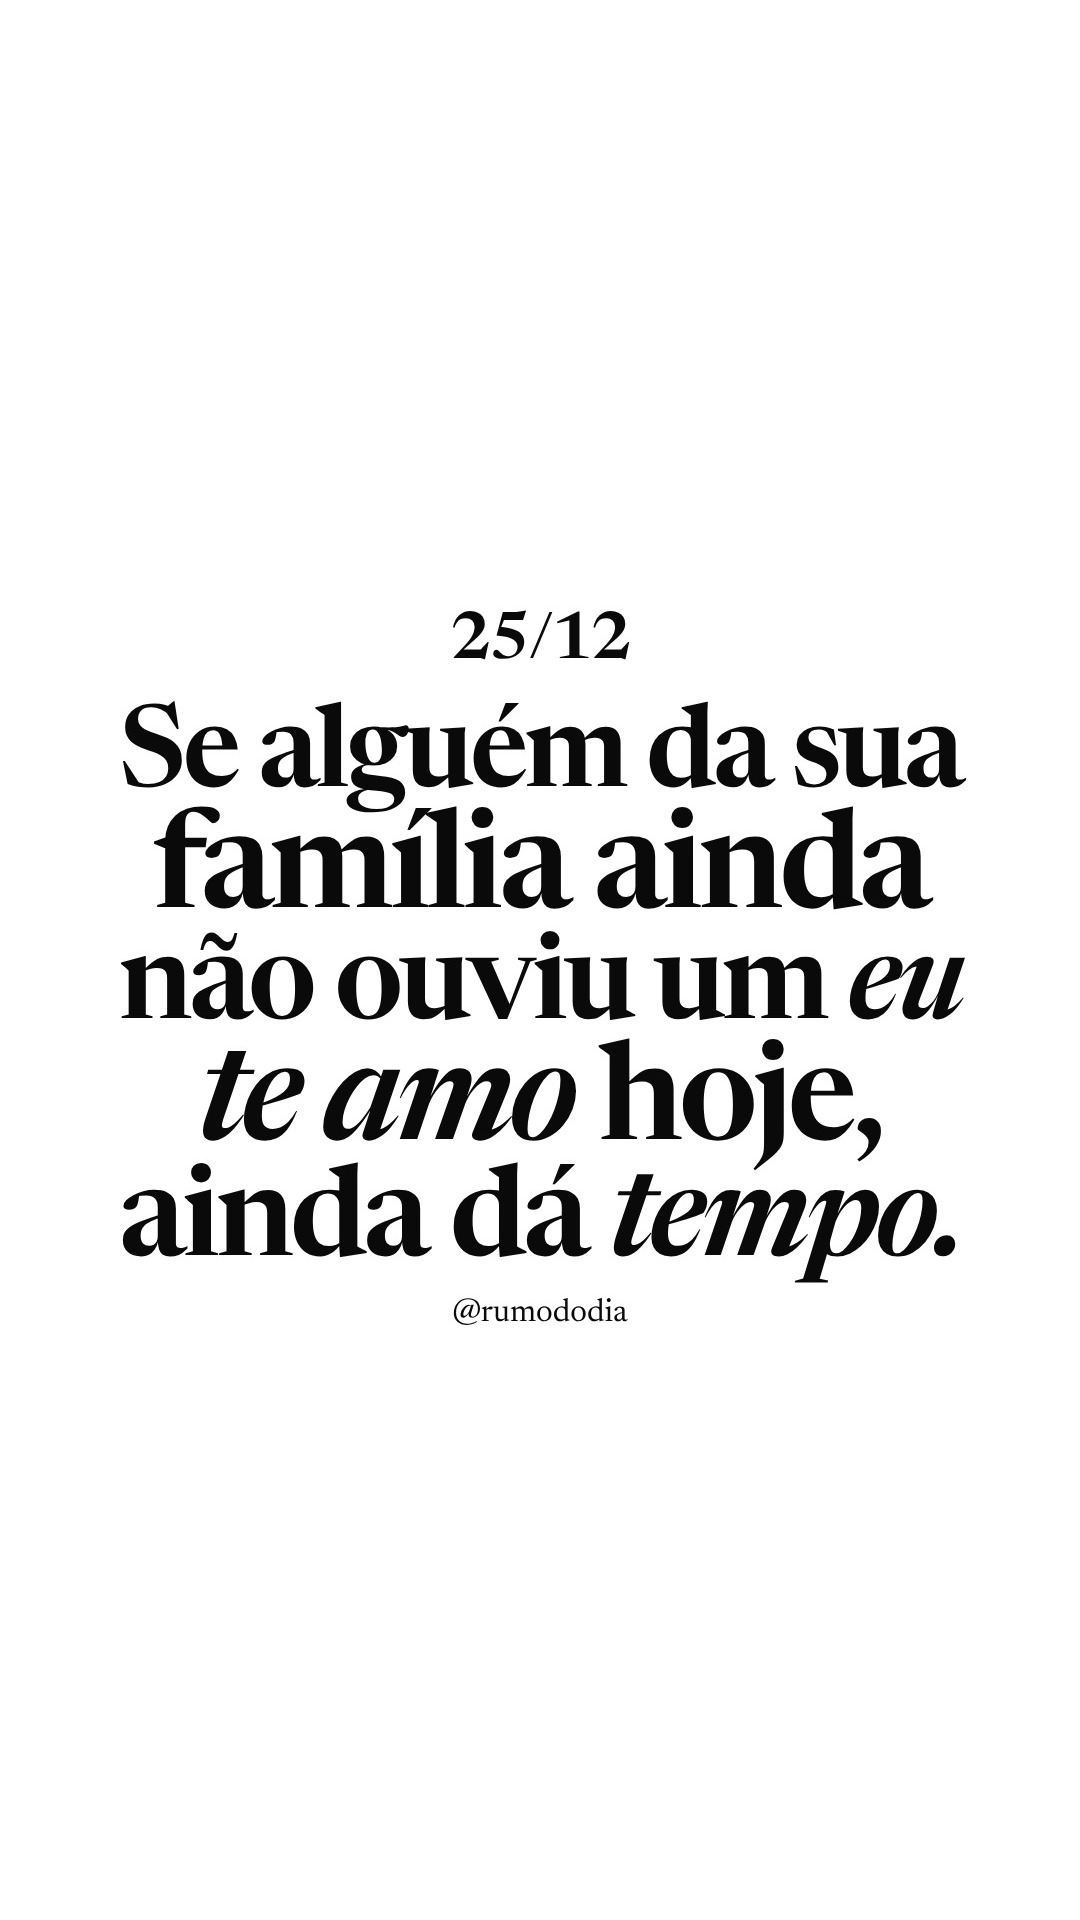 25/12
Se alguém da sua
família ainda
não ouviu um eu
te amo hoje,
ainda dá tempo.
@rumododia